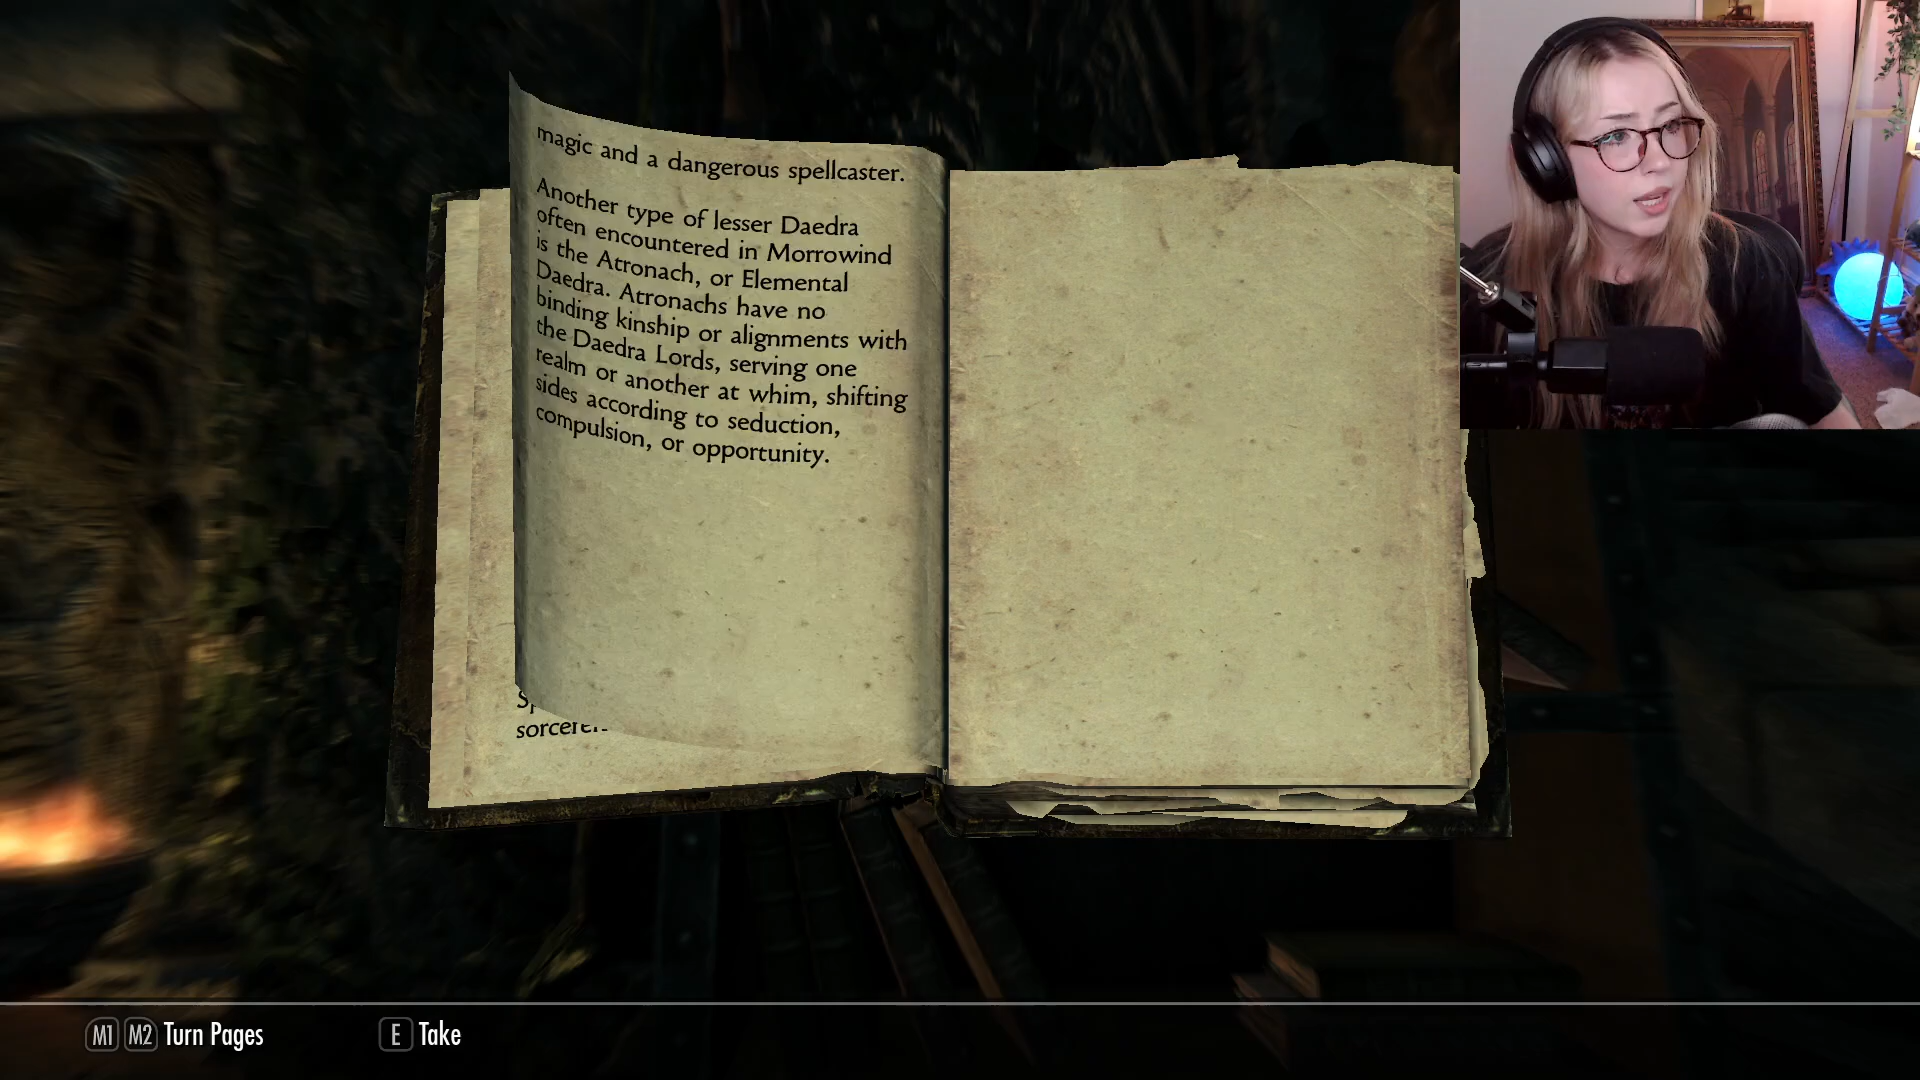 magic and a dangerous spellcaster.
Another type of lesser Daedra
often encountered in Morrowind
is the Atronach, or Elemental
Daedra. Atronachs have no
binding kinship or alignments with
the Daedra Lords, serving one
realm or another at whim, shifting
sides according to seduction,
compulsion, or opportunity.
M1 M2 Turn Pages
E Take